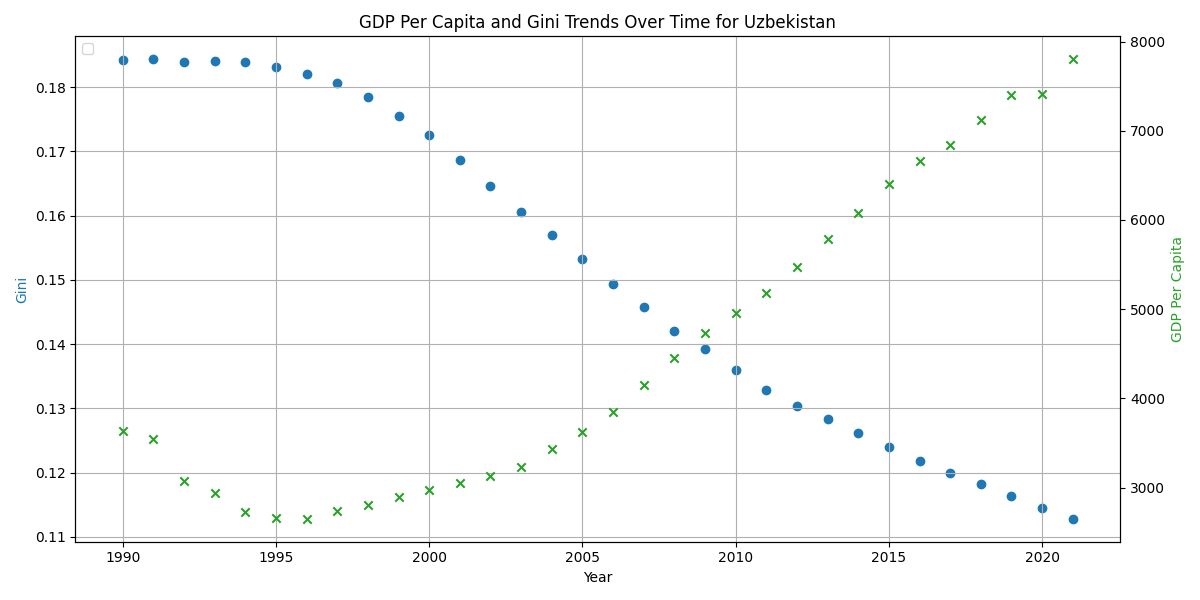 GDP Per Capita and Gini Trends Over Time for Uzbekistan
Gini
0.18
0.17
0.16
0.15
0.14
0.13
0.12
0.11
8000
7000
6000
5000
4000
3000
GDP Per Capita
1990 1995 2000 2005 2010 2015 2020
Year